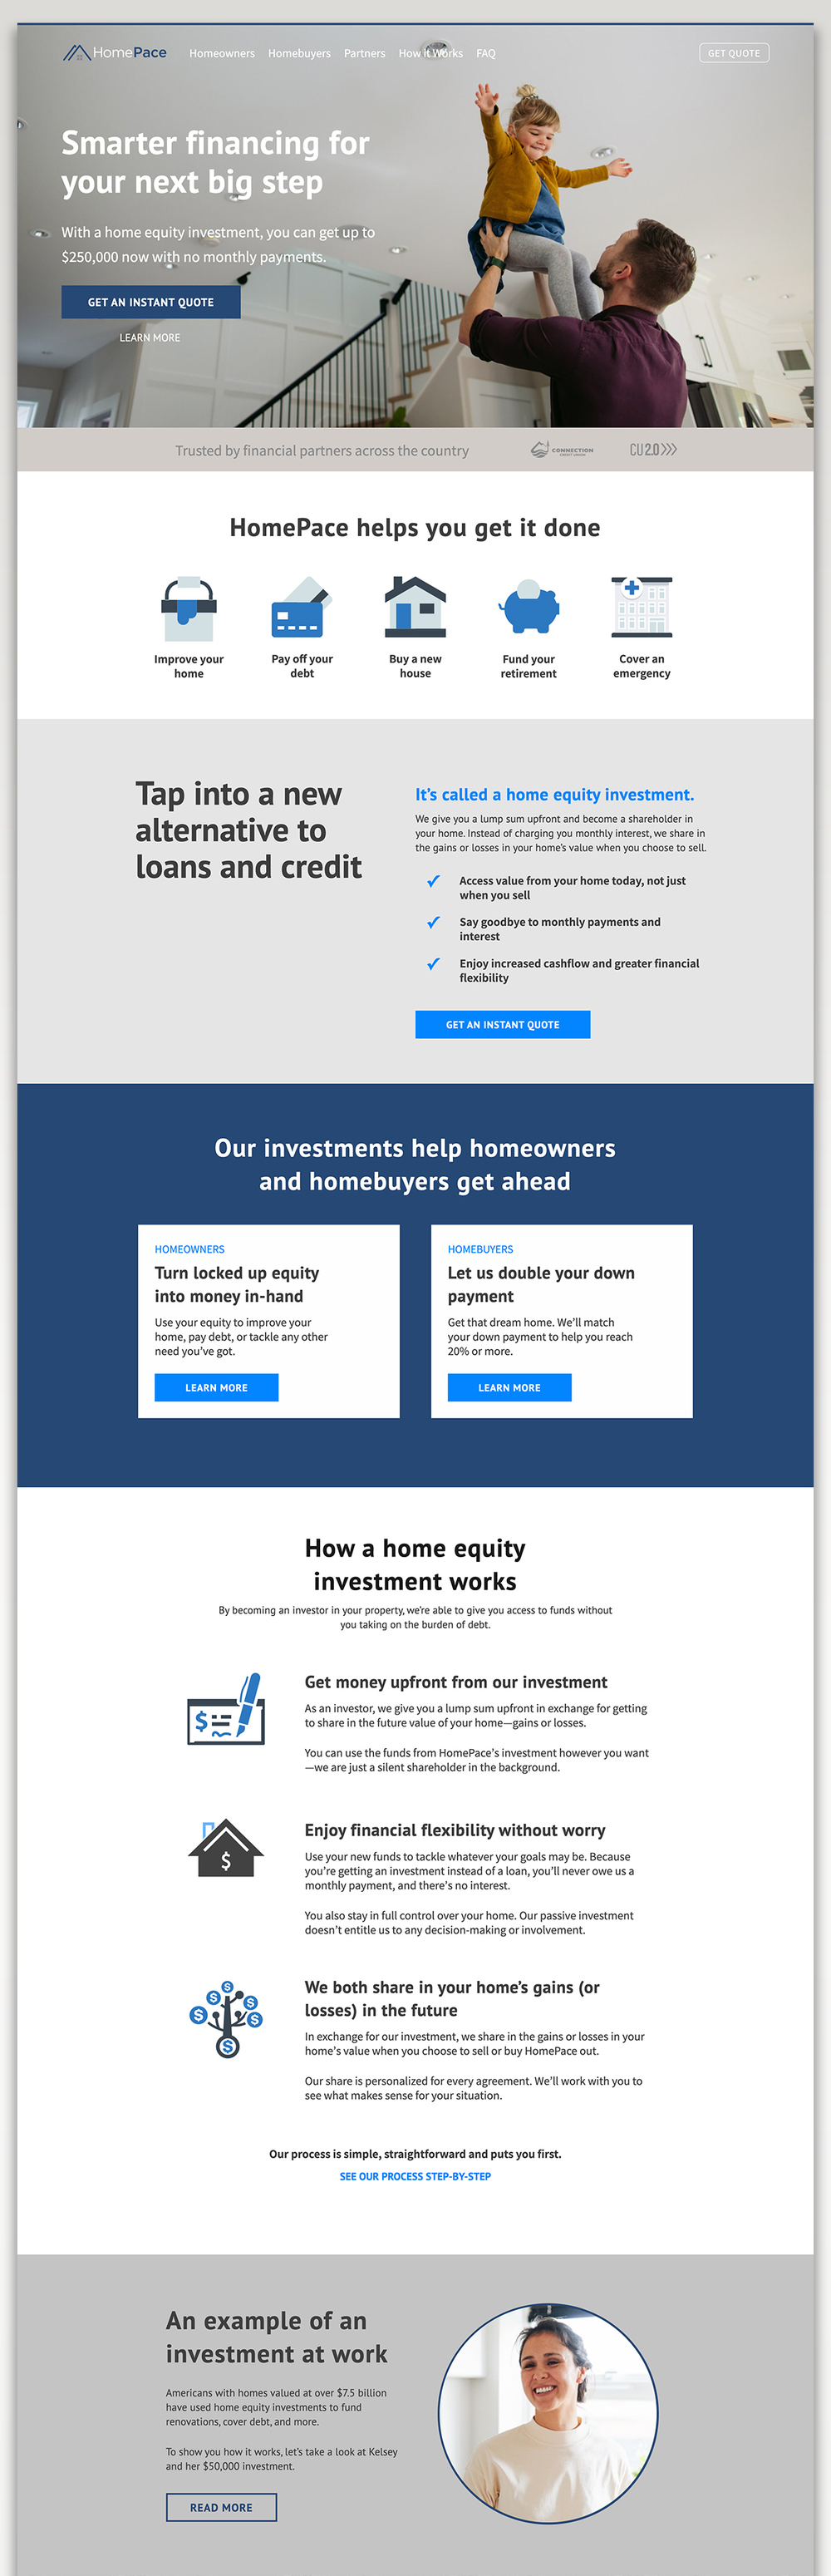 HomePace
Homeowners Homebuyers Partners How it Works FAQ
GET QUOTE
Smarter financing for
your next big step
With a home equity investment, you can get up to
$250,000 now with no monthly payments.
GET AN INSTANT QUOTE
LEARN MORE
Trusted by financial partners across the country
CONNECTION
CREDIT UNION
CU2.0
HomePace helps you get it done
Improve your
home
Pay off your
debt
Buy a new
house
Fund your
retirement
Cover an
emergency
Tap into a new
alternative to
loans and credit
It’s called a home equity investment.
We give you a lump sum upfront and become a shareholder in
your home. Instead of charging you monthly interest, we share in
the gains or losses in your home’s value when you choose to sell.
Access value from your home today, not just
when you sell
Say goodbye to monthly payments and
interest
Enjoy increased cashflow and greater financial
flexibility
GET AN INSTANT QUOTE
Our investments help homeowners
and homebuyers get ahead
HOMEOWNERS
Turn locked up equity
into money in-hand
Use your equity to improve your
home, pay debt, or tackle any other
need you’ve got.
LEARN MORE
HOMEBUYERS
Let us double your down
payment
Get that dream home. We’ll match
your down payment to help you reach
20% or more.
LEARN MORE
How a home equity
investment works
By becoming an investor in your property, we’re able to give you access to funds without
you taking on the burden of debt.
$
Get money upfront from our investment
As an investor, we give you a lump sum upfront in exchange for getting
to share in the future value of your home—gains or losses.
You can use the funds from HomePace’s investment however you want
—we are just a silent shareholder in the background.
$
Enjoy financial flexibility without worry
Use your new funds to tackle whatever your goals may be. Because
you’re getting an investment instead of a loan, you’ll never owe us a
monthly payment, and there’s no interest.
You also stay in full control over your home. Our passive investment
doesn’t entitle us to any decision-making or involvement.
$ $ $ $ $ $
We both share in your home’s gains (or
losses) in the future
In exchange for our investment, we share in the gains or losses in your
home’s value when you choose to sell or buy HomePace out.
Our share is personalized for every agreement. We’ll work with you to
see what makes sense for your situation.
Our process is simple, straightforward and puts you first.
SEE OUR PROCESS STEP-BY-STEP
An example of an
investment at work
Americans with homes valued at over $7.5 billion
have used home equity investments to fund
renovations, cover debt, and more.
To show you how it works, let’s take a look at Kelsey
and her $50,000 investment.
READ MORE